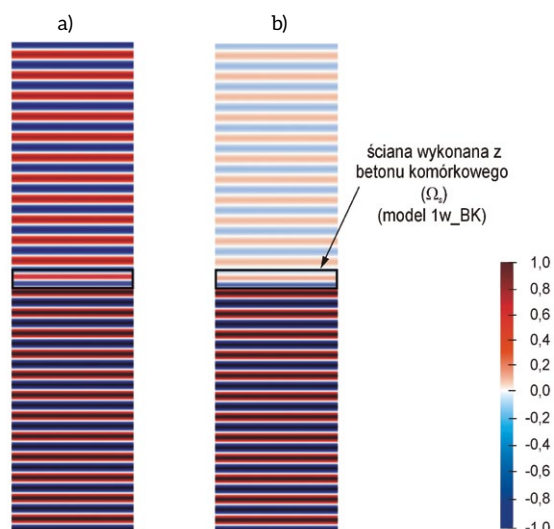 a)
b)
ściana wykonana z
betonu komórkowego
(Ωₛ)
(model 1w_BK)
1,0
0,8
0,6
0,4
0,2
0,0
-0,2
-0,4
-0,6
-0,8
-1,0